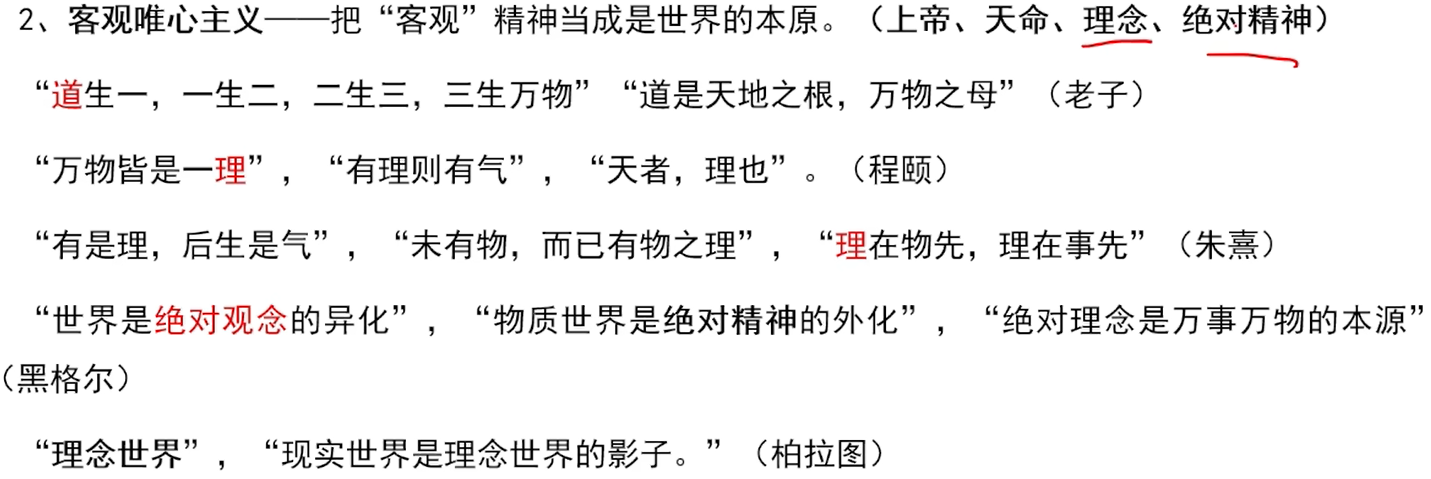 2、客观唯心主义——把“客观”精神当成是世界的本原。（上帝、天命、理念、绝对精神）
“道生一，一生二，二生三，三生万物”“道是天地之根，万物之母”（老子）
“万物皆是一理”，“有理则有气”，“天者，理也”。（程颐）
“有是理，后生是气”，“未有物，而已有物之理”，“理在物先，理在事先”（朱熹）
“世界是绝对观念的异化”，“物质世界是绝对精神的外化”，“绝对理念是万事万物的本源”
（黑格尔）
“理念世界”，“现实世界是理念世界的影子。”（柏拉图）